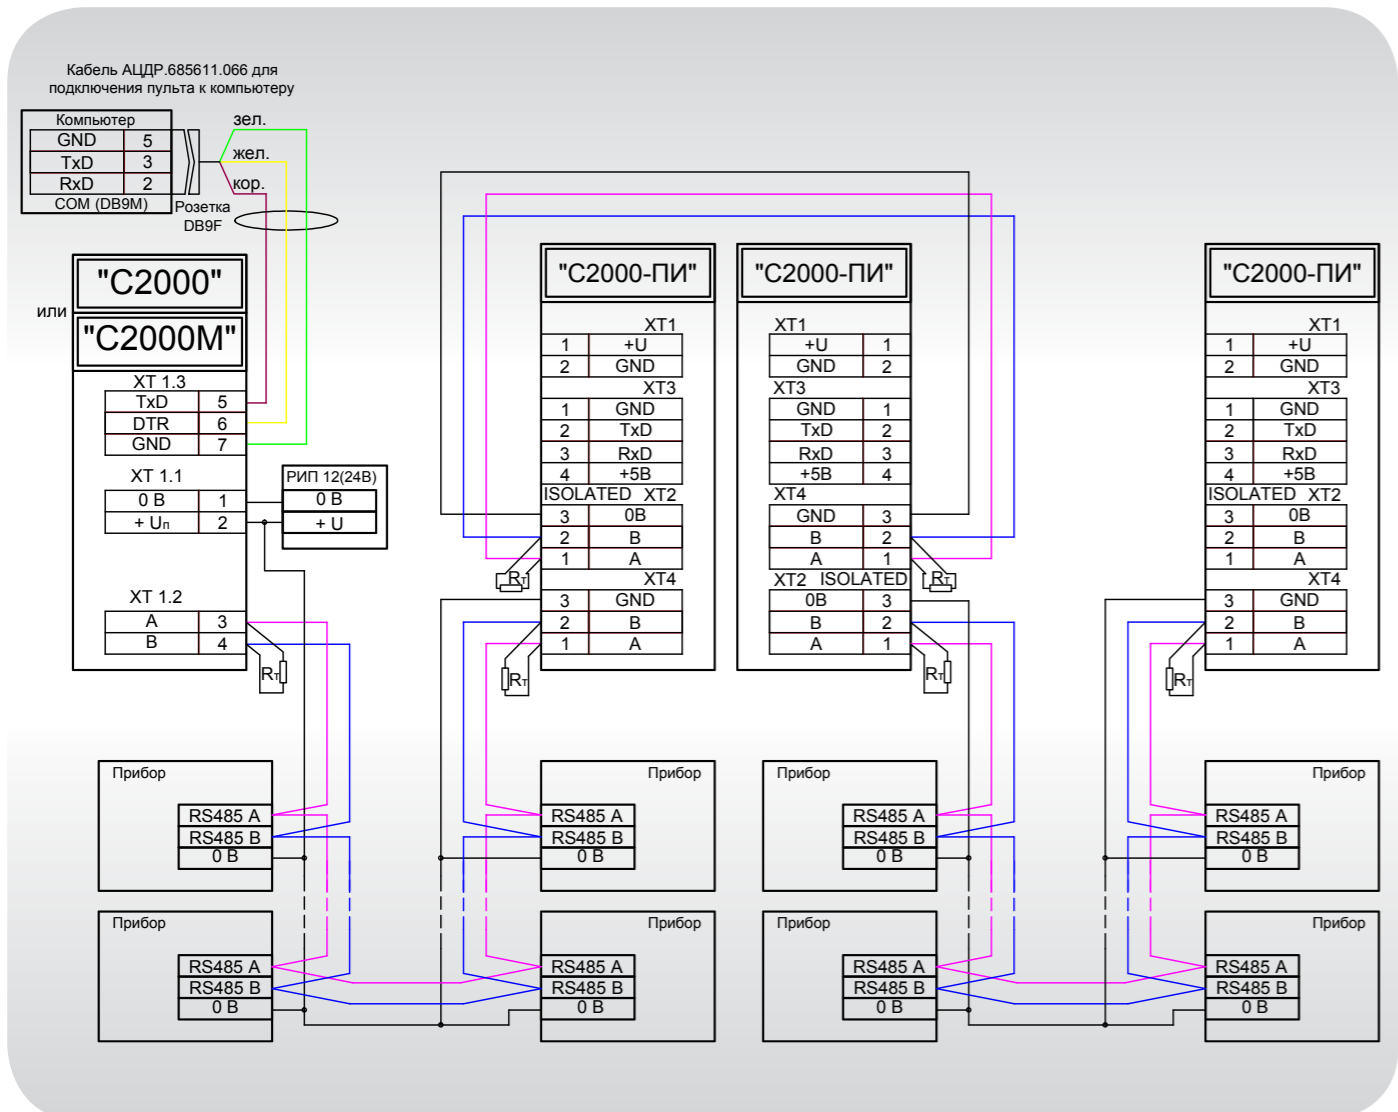 Кабель АЦДР.685611.066 для
подключения пульта к компьютеру
Компьютер
GND 5
TxD 3
RxD 2
COM (DB9M)
Розетка
DB9F
зел.
жел.
кор.
"С2000"
или
"С2000М"
XT 1.3
TxD 5
DTR 6
GND 7
XT 1.1
0 В 1
+ Uп 2
РИП 12(24В)
0 В
+ U
XT 1.2
A 3
B 4
Rт
"С2000-ПИ"
XT1
1 +U
2 GND
XT3
1 GND
2 TxD
3 RxD
4 +5В
ISOLATED XT2
3 0В
2 B
1 A
Rт
XT4
3 GND
2 B
1 A
Rт
"С2000-ПИ"
XT1
+U 1
GND 2
XT3
GND 1
TxD 2
RxD 3
+5В 4
XT4
GND 3
B 2
A 1
Rт
XT2 ISOLATED
0В 3
B 2
A 1
Rт
"С2000-ПИ"
XT1
1 +U
2 GND
XT3
1 GND
2 TxD
3 RxD
4 +5В
ISOLATED XT2
3 0В
2 B
1 A
XT4
3 GND
2 B
1 A
Rт
Прибор
RS485 A
RS485 B
0 В
Прибор
RS485 A
RS485 B
0 В
Прибор
RS485 A
RS485 B
0 В
Прибор
RS485 A
RS485 B
0 В
Прибор
RS485 A
RS485 B
0 В
Прибор
RS485 A
RS485 B
0 В
Прибор
RS485 A
RS485 B
0 В
Прибор
RS485 A
RS485 B
0 В